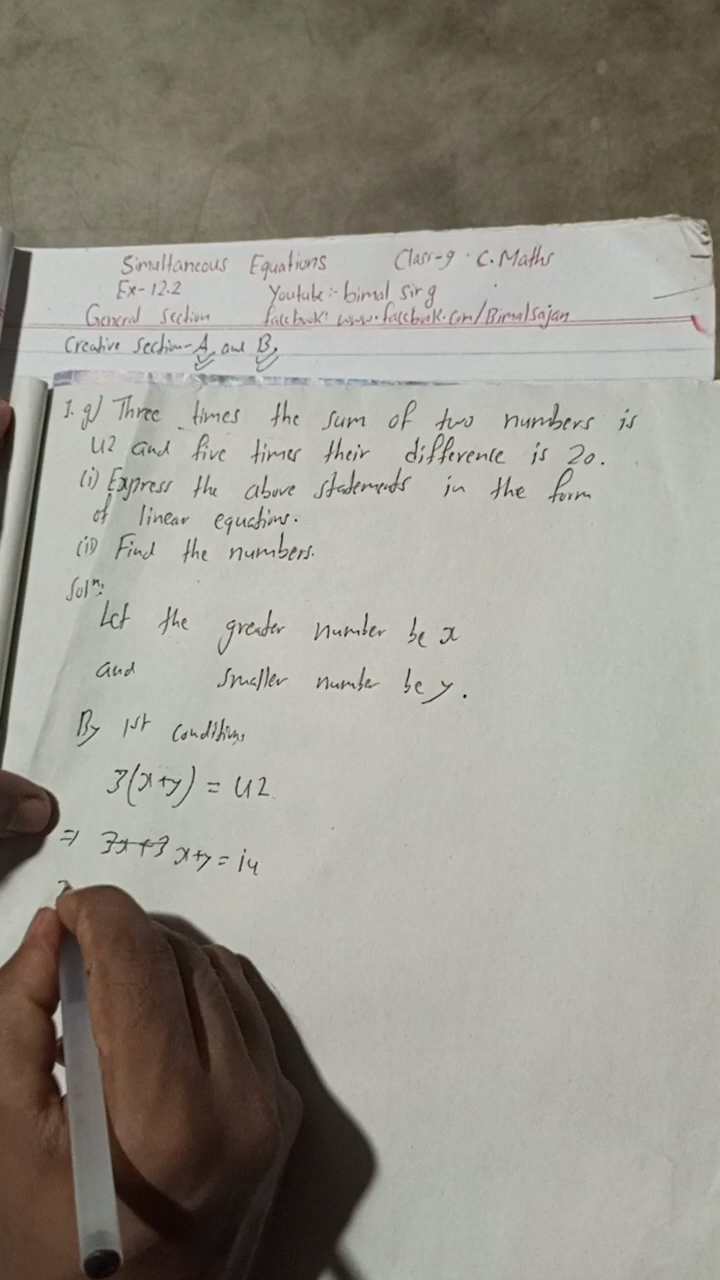 Simultaneous Equations Class-9 C. Maths
Ex-12.2 Youtube:- bimal sir g
General Section facebook: www.facebook.com/Bimalsajan
Creative section-A and B,
1. g) Three times the sum of two numbers is
42 and five times their difference is 20.
(i) Express the above statements in the form
of linear equations.
(ii) Find the numbers.
Solⁿ:
Let the greater number be x
and smaller number be y.
By 1st condition,
3(x+y) = 42
⇒ 3x+3 x+y = 14